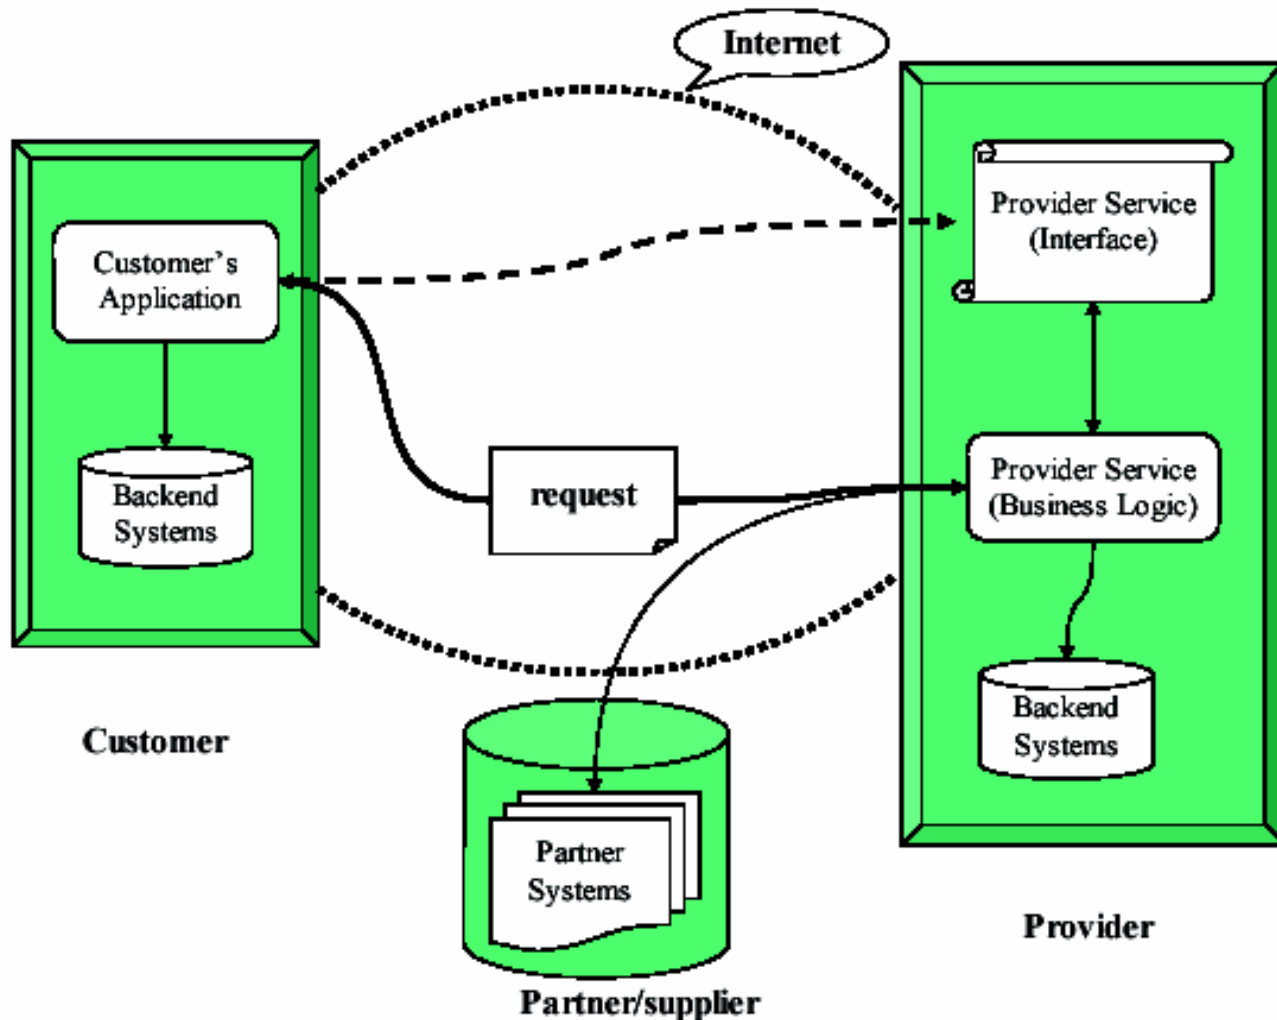 Internet
Provider Service
(Interface)
Customer's
Application
Backend
Systems
request
Provider Service
(Business Logic)
Backend
Systems
Customer
Partner
Systems
Provider
Partner/supplier